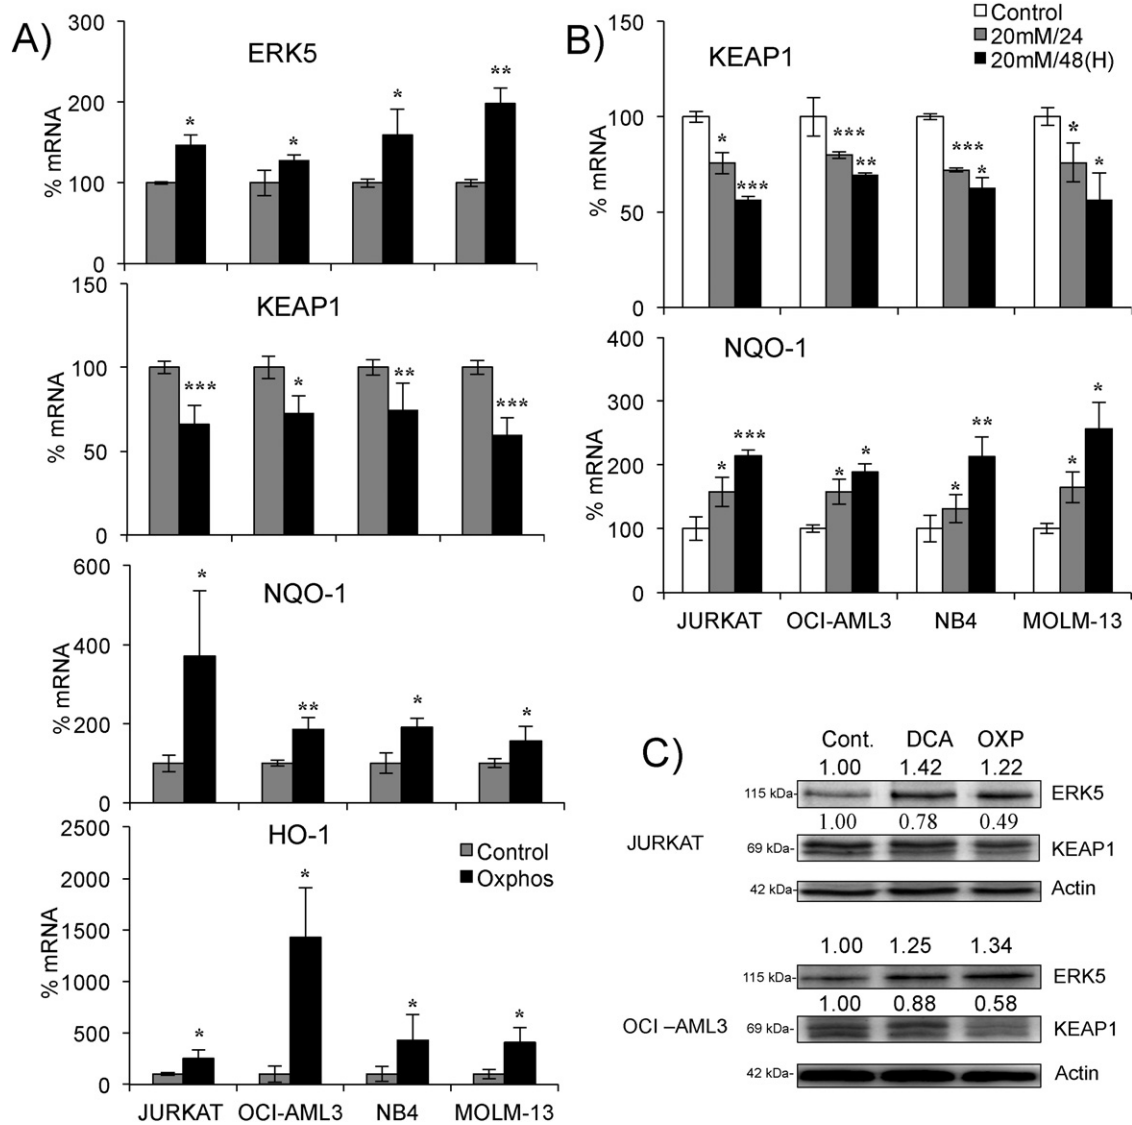 A)
ERK5
% mRNA
300
200
100
0
* * * **
KEAP1
% mRNA
150
100
50
0
*** * ** ***
NQO-1
% mRNA
600
400
200
0
* ** * *
HO-1
% mRNA
2500
2000
1500
1000
500
0
Control
Oxphos
* * * *
JURKAT OCI-AML3 NB4 MOLM-13
B)
Control
20mM/24
20mM/48(H)
KEAP1
% mRNA
150
100
50
0
* *** *** ** *** * * *
NQO-1
% mRNA
400
300
200
100
0
* *** * * * ** * *
JURKAT OCI-AML3 NB4 MOLM-13
C)
Cont. DCA OXP
JURKAT
1.00 1.42 1.22
115 kDa- ERK5
1.00 0.78 0.49
69 kDa- KEAP1
42 kDa- Actin
OCI –AML3
1.00 1.25 1.34
115 kDa- ERK5
1.00 0.88 0.58
69 kDa- KEAP1
42 kDa- Actin